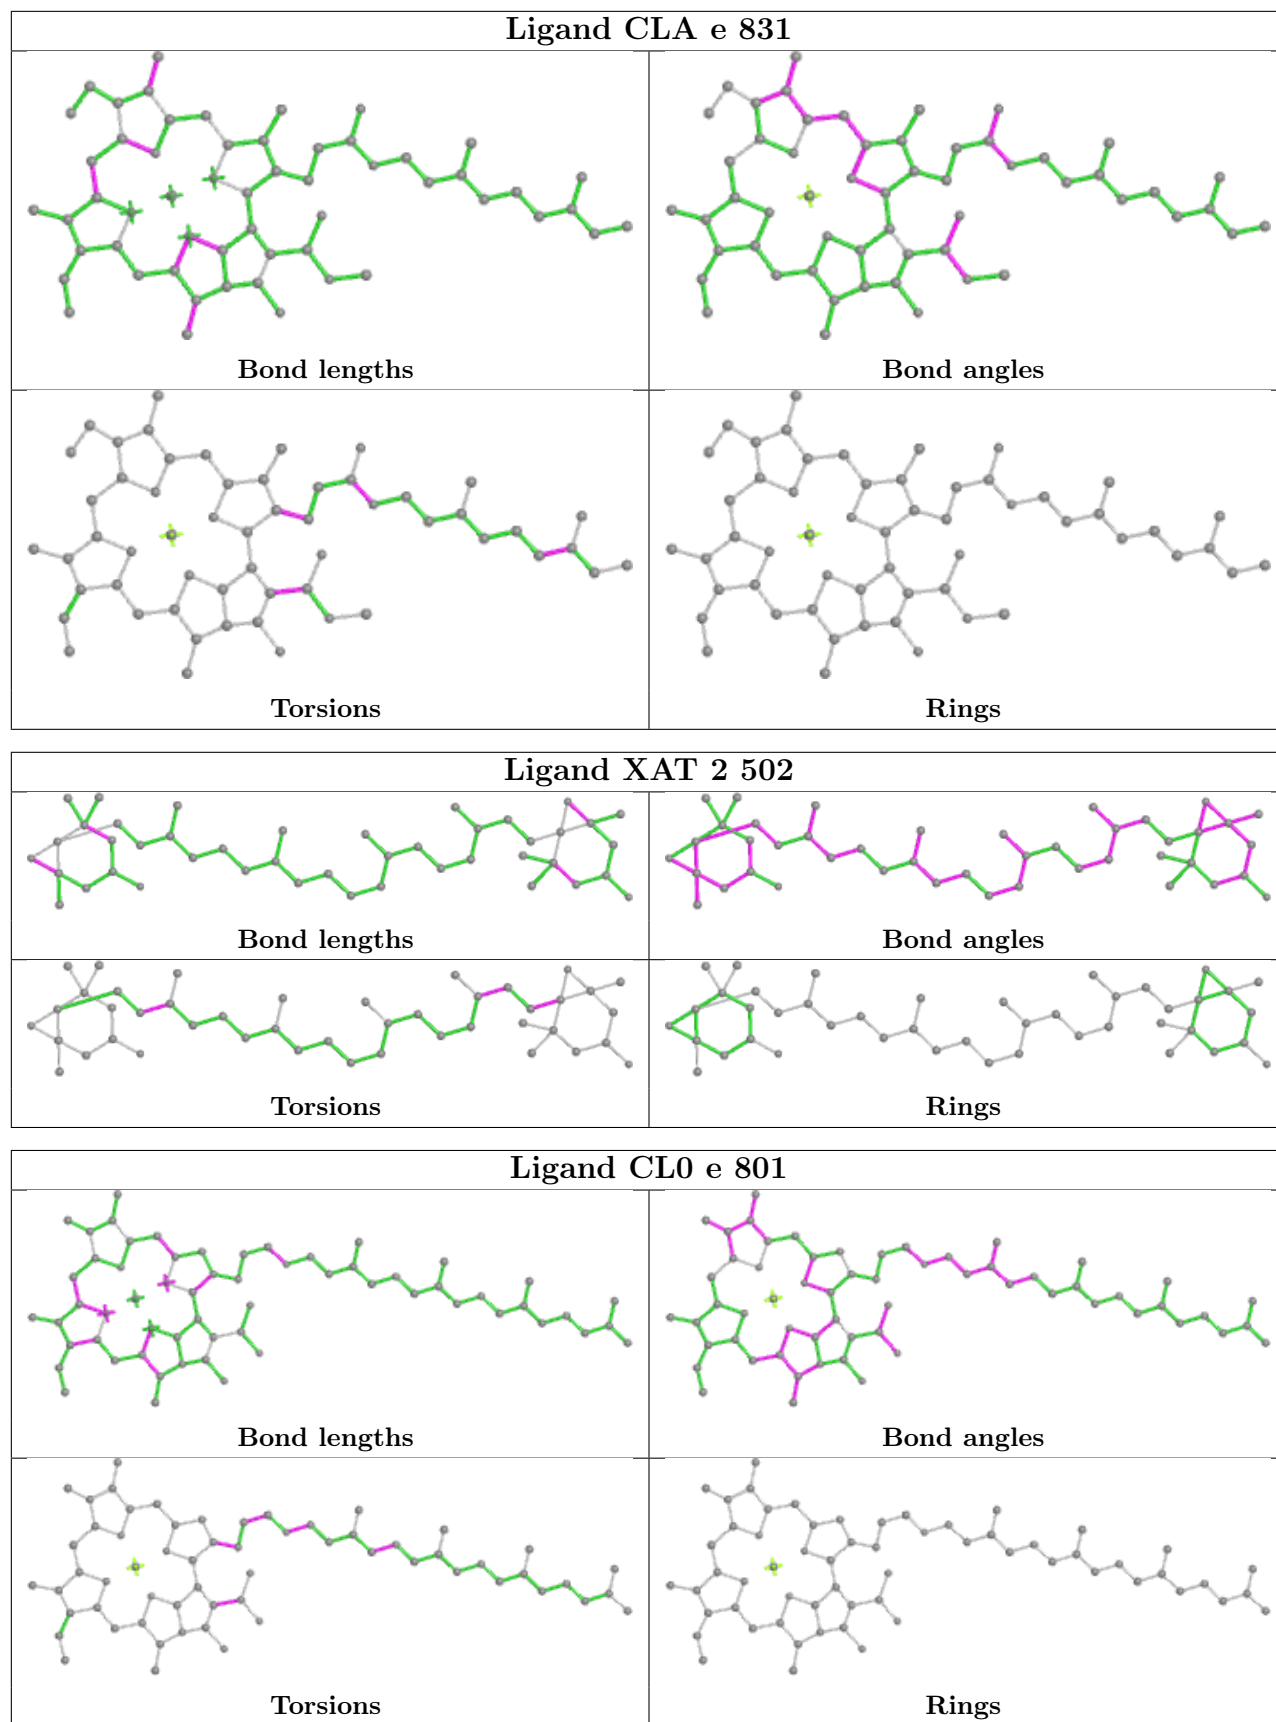 Ligand CLA e 831
Bond lengths
Bond angles
Torsions
Rings
Ligand XAT 2 502
Bond lengths
Bond angles
Torsions
Rings
Ligand CL0 e 801
Bond lengths
Bond angles
Torsions
Rings